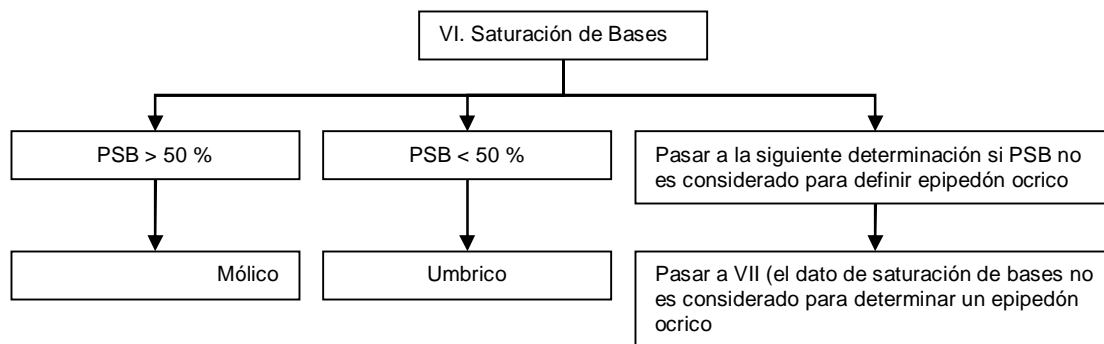 VI. Saturación de Bases
PSB > 50 %
PSB < 50 %
Pasar a la siguiente determinación si PSB no
es considerado para definir epipedón ocrico
Mólico
Umbrico
Pasar a VII (el dato de saturación de bases no
es considerado para determinar un epipedón
ocrico